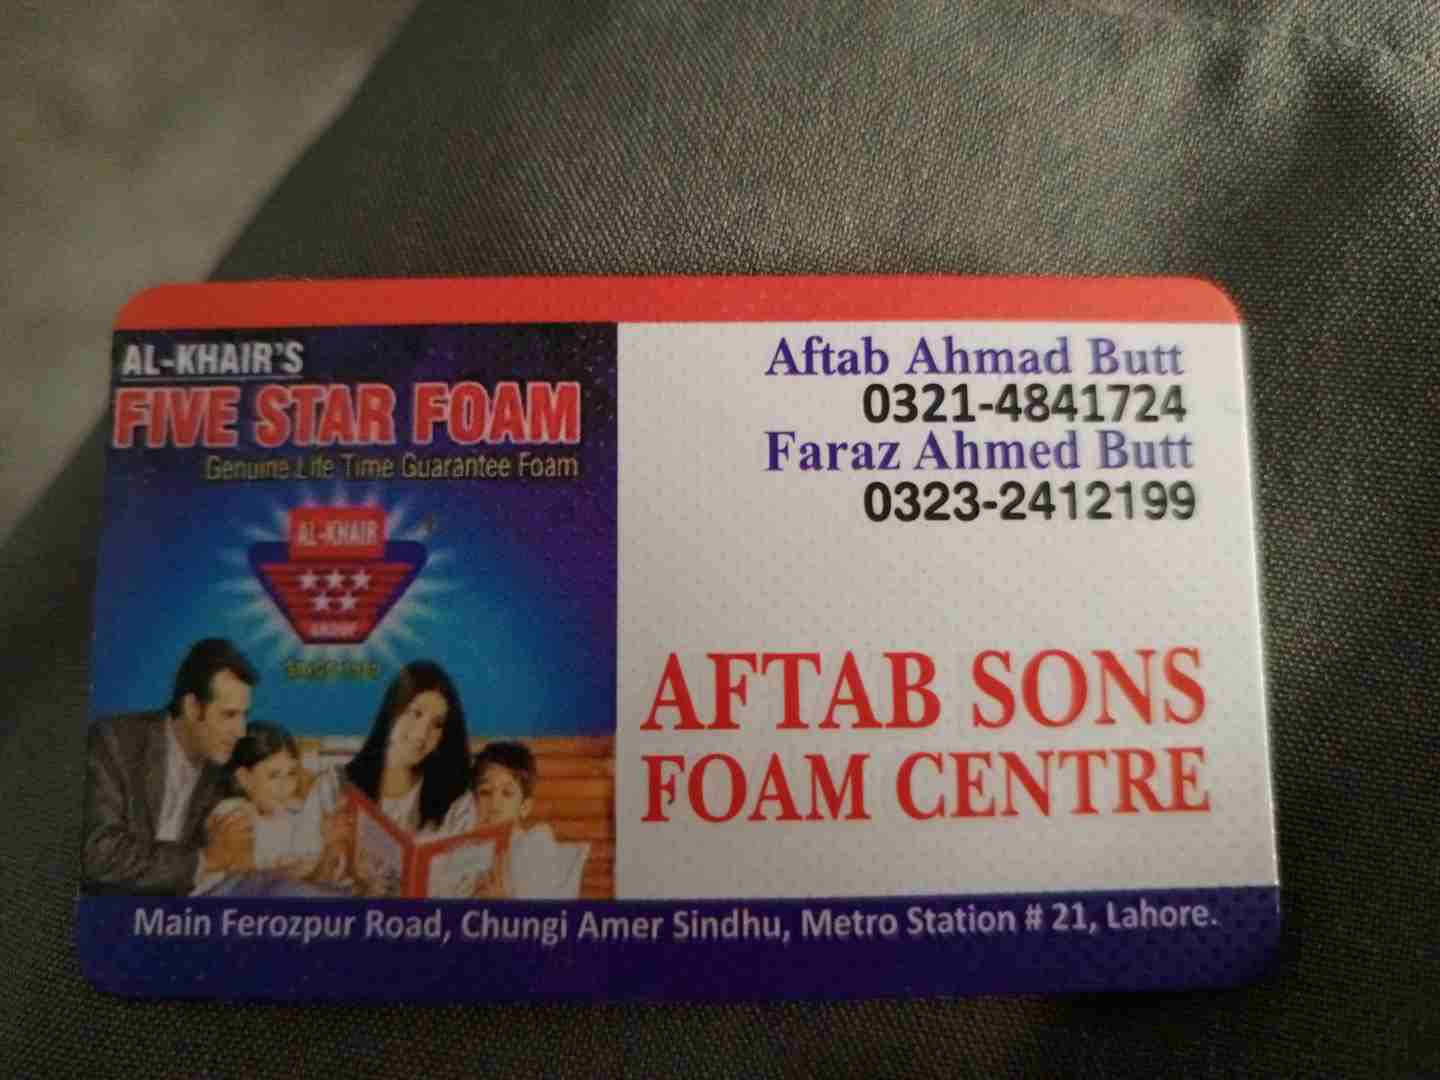 AL-KHAIR'S
FIVE STAR FOAM
Genuine Life Time Guarantee Foam
AL-KHAIR
Aftab Ahmad Butt
0321-4841724
Faraz Ahmed Butt
0323-2412199
AFTAB SONS
FOAM CENTRE
Main Ferozpur Road, Chungi Amer Sindhu, Metro Station # 21, Lahore.